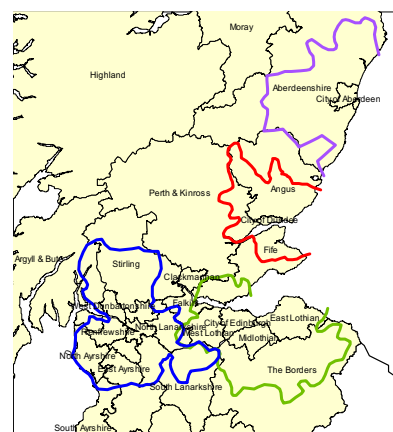 Moray
Highland
Aberdeenshire
City of Aberdeen
Perth & Kinross
Angus
City of Dundee
Fife
Argyll & Bute
Stirling
Clackmannan
Falkirk
West Dunbartonshire
Renfrewshire
North Lanarkshire
City of Edinburgh
East Lothian
West Lothian
Midlothian
North Ayrshire
East Ayrshire
South Lanarkshire
The Borders
South Ayrshire